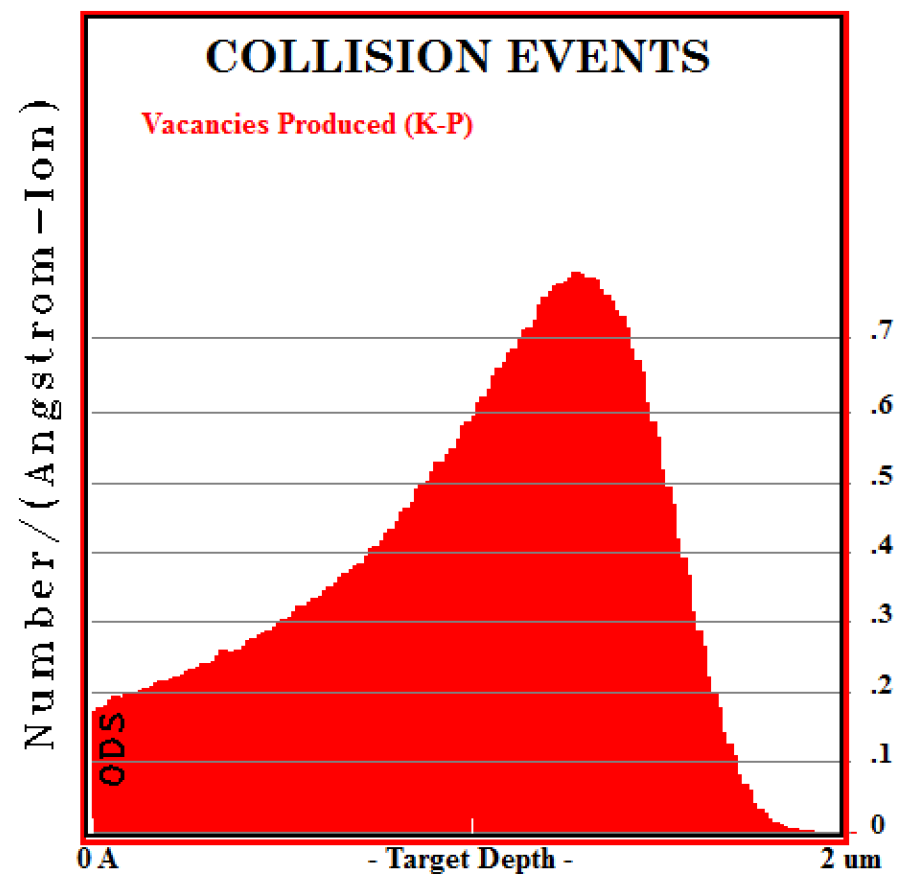 COLLISION EVENTS
Vacancies Produced (K-P)
Number/(Angstrom-Ion)
.7
.6
.5
.4
.3
.2
.1
0
ODS
0 A
- Target Depth -
2 um